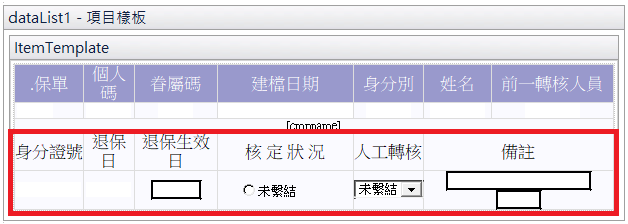 dataList1 - 項目樣板
ItemTemplate
.保單 個人碼 眷屬碼 建檔日期 身分別 姓名 前一轉核人員
[cropname]
身分證號 退保日 退保生效日 核定狀況 人工轉核 備註
未繫結 未繫結